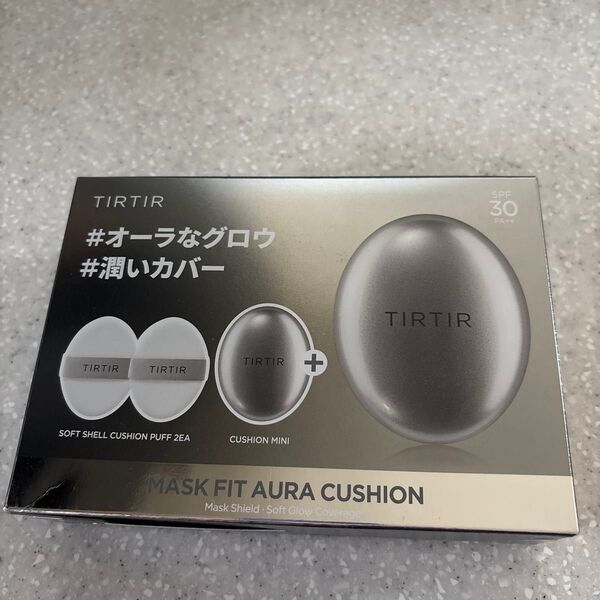 TIRTIR
#オーラなグロウ
#潤いカバー
SPF
30
PA++
TIRTIR
TIRTIR
TIRTIR
TIRTIR
SOFT SHELL CUSHION PUFF 2EA
CUSHION MINI
MASK FIT AURA CUSHION
Mask Shield · Soft Glow Coverage